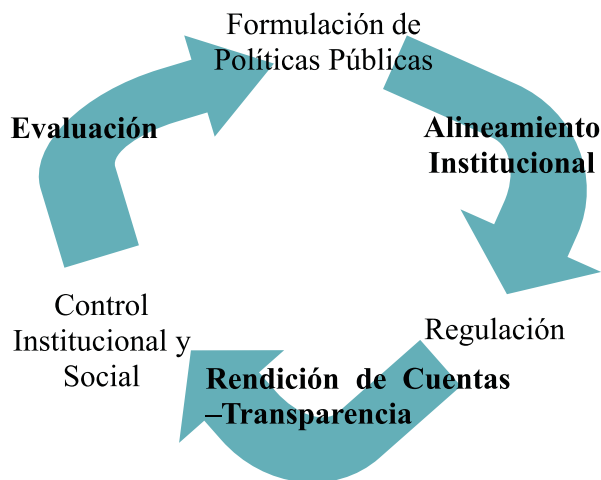 Formulación de
Políticas Públicas
Evaluación
Alineamiento
Institucional
Control
Institucional y
Social
Regulación
Rendición de Cuentas
–Transparencia